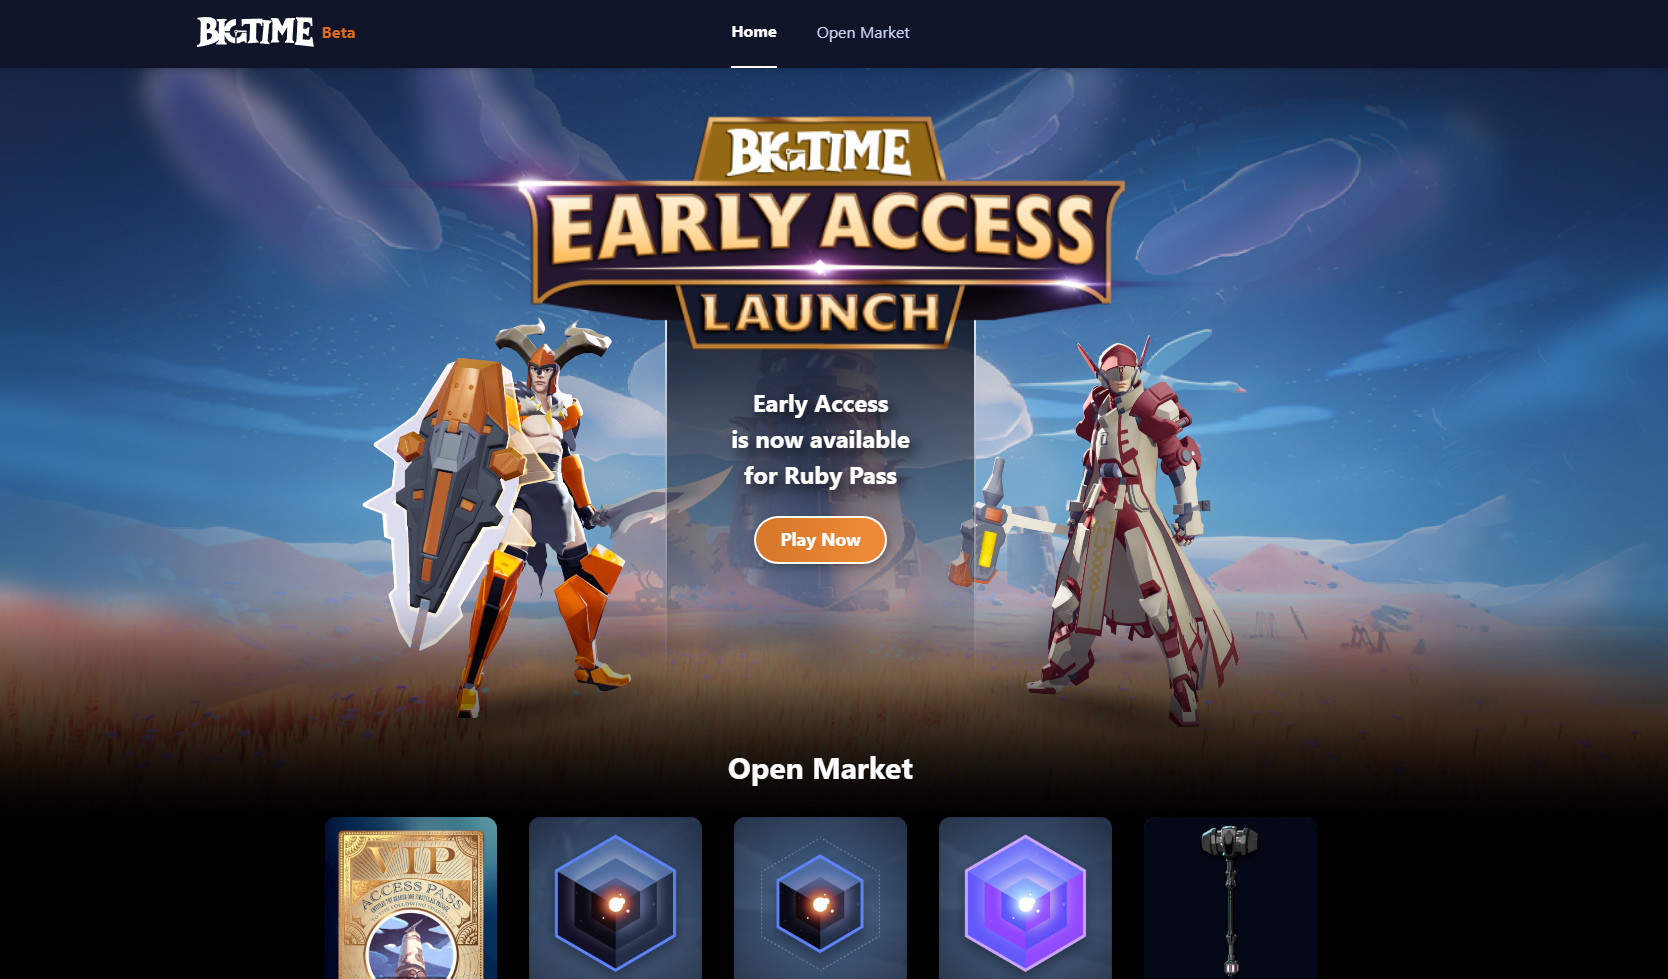 BIGTIME Beta
Home
Open Market
BIGTIME
EARLY ACCESS
LAUNCH
Early Access
is now available
for Ruby Pass
Play Now
Open Market
VIP
ACCESS PASS